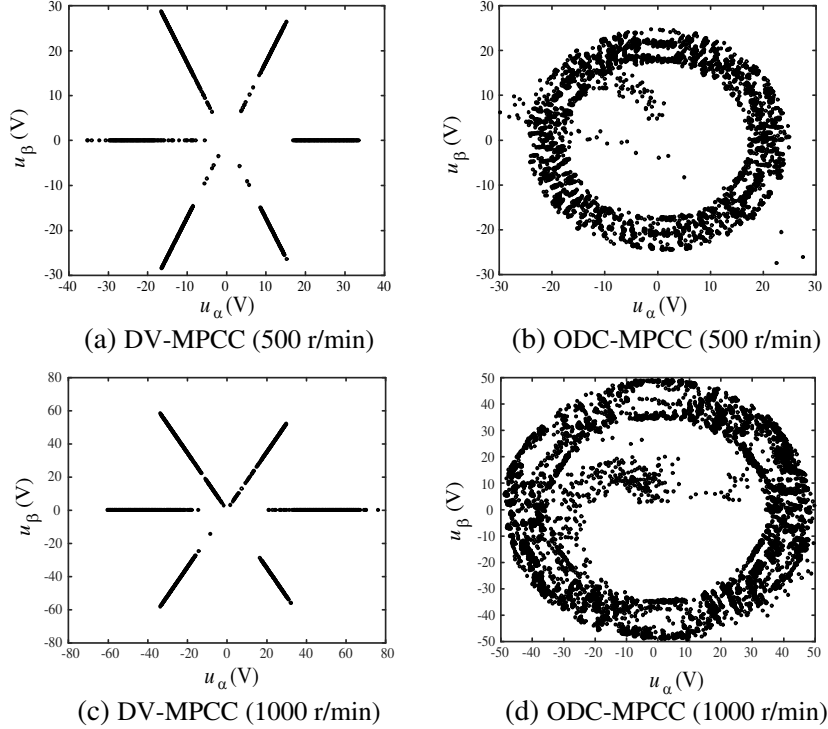 30
20
10
0
-10
-20
-30
-40 -30 -20 -10 0 10 20 30 40
u_β (V)
u_α (V)
(a) DV-MPCC (500 r/min)
30
20
10
0
-10
-20
-30
-30 -20 -10 0 10 20 30
u_β (V)
u_α (V)
(b) ODC-MPCC (500 r/min)
80
60
40
20
0
-20
-40
-60
-80
-80 -60 -40 -20 0 20 40 60 80
u_β (V)
u_α (V)
(c) DV-MPCC (1000 r/min)
50
40
30
20
10
0
-10
-20
-30
-40
-50
-50 -40 -30 -20 -10 0 10 20 30 40 50
u_β (V)
u_α (V)
(d) ODC-MPCC (1000 r/min)